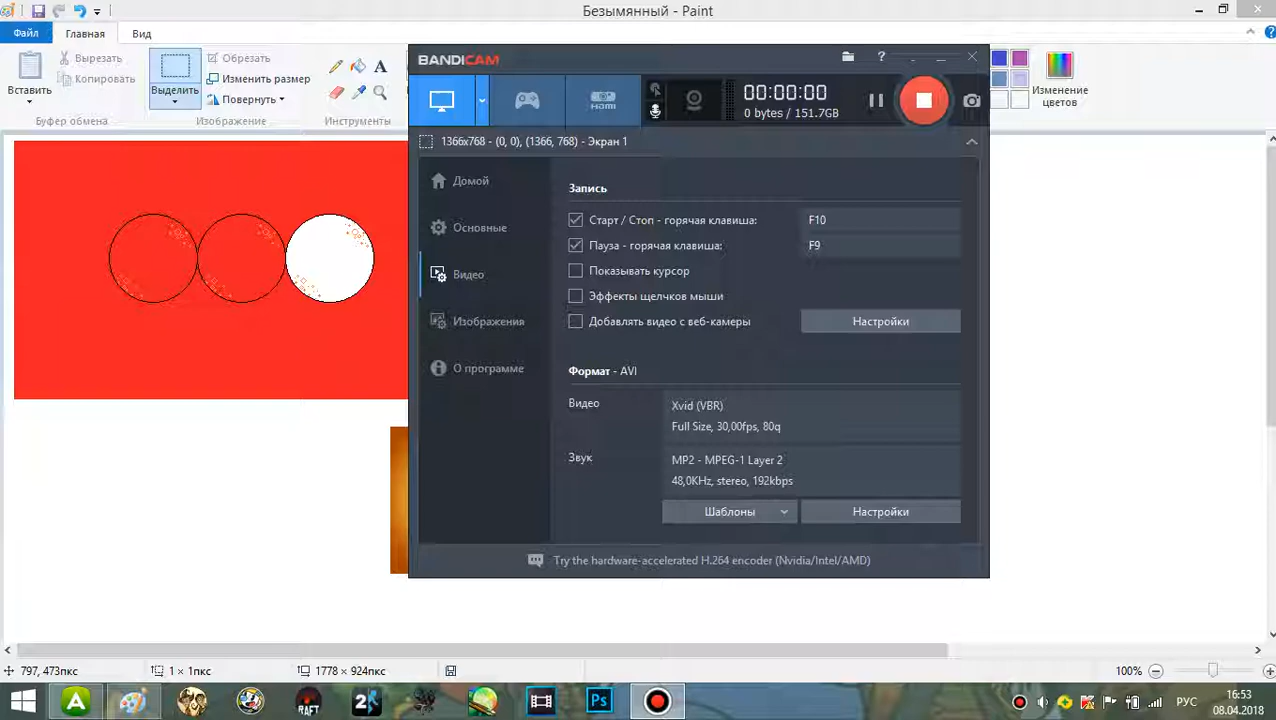 Безымянный - Paint
Файл
Главная
Вид
Вставить
Вырезать
Копировать
Буфер обмена
Выделить
Обрезать
Изменить размер
Повернуть
Изображение
A
Инструменты
Изменение
цветов
BANDICAM
?
HDMI
00:00:00
0 bytes / 151.7GB
1366x768 - (0, 0), (1366, 768) - Экран 1
Домой
Основные
Видео
Изображения
О программе
Запись
Старт / Стоп - горячая клавиша:
F10
Пауза - горячая клавиша:
F9
Показывать курсор
Эффекты щелчков мыши
Добавлять видео с веб-камеры
Настройки
Формат - AVI
Видео
Xvid (VBR)
Full Size, 30,00fps, 80q
Звук
MP2 - MPEG-1 Layer 2
48,0KHz, stereo, 192kbps
Шаблоны
Настройки
Try the hardware-accelerated H.264 encoder (Nvidia/Intel/AMD)
797, 473пкс
1 × 1пкс
1778 × 924пкс
100%
A
RAFT
2K
Ps
РУС
16:53
08.04.2018